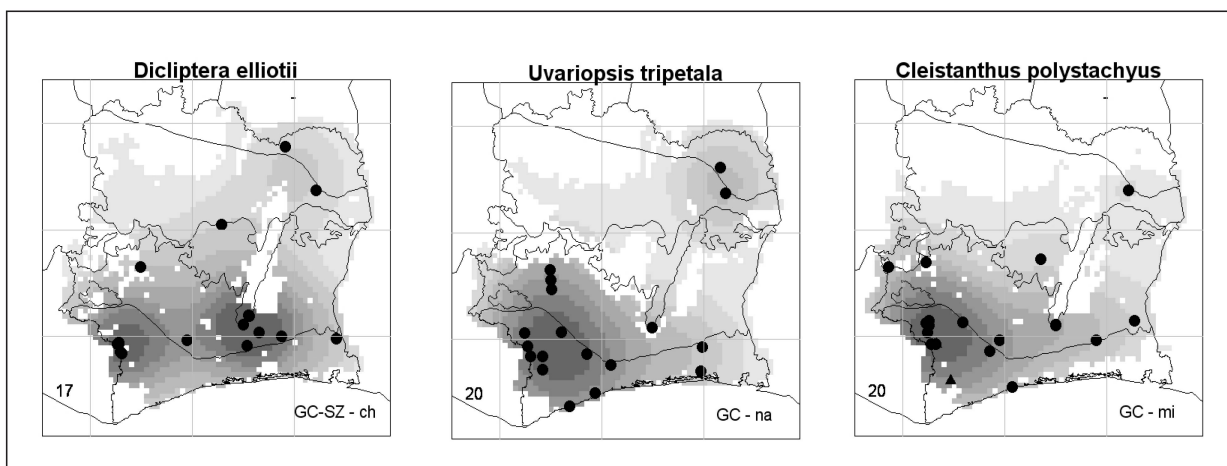 Dicliptera elliotii
17
GC-SZ - ch
Uvariopsis tripetala
20
GC - na
Cleistanthus polystachyus
20
GC - mi